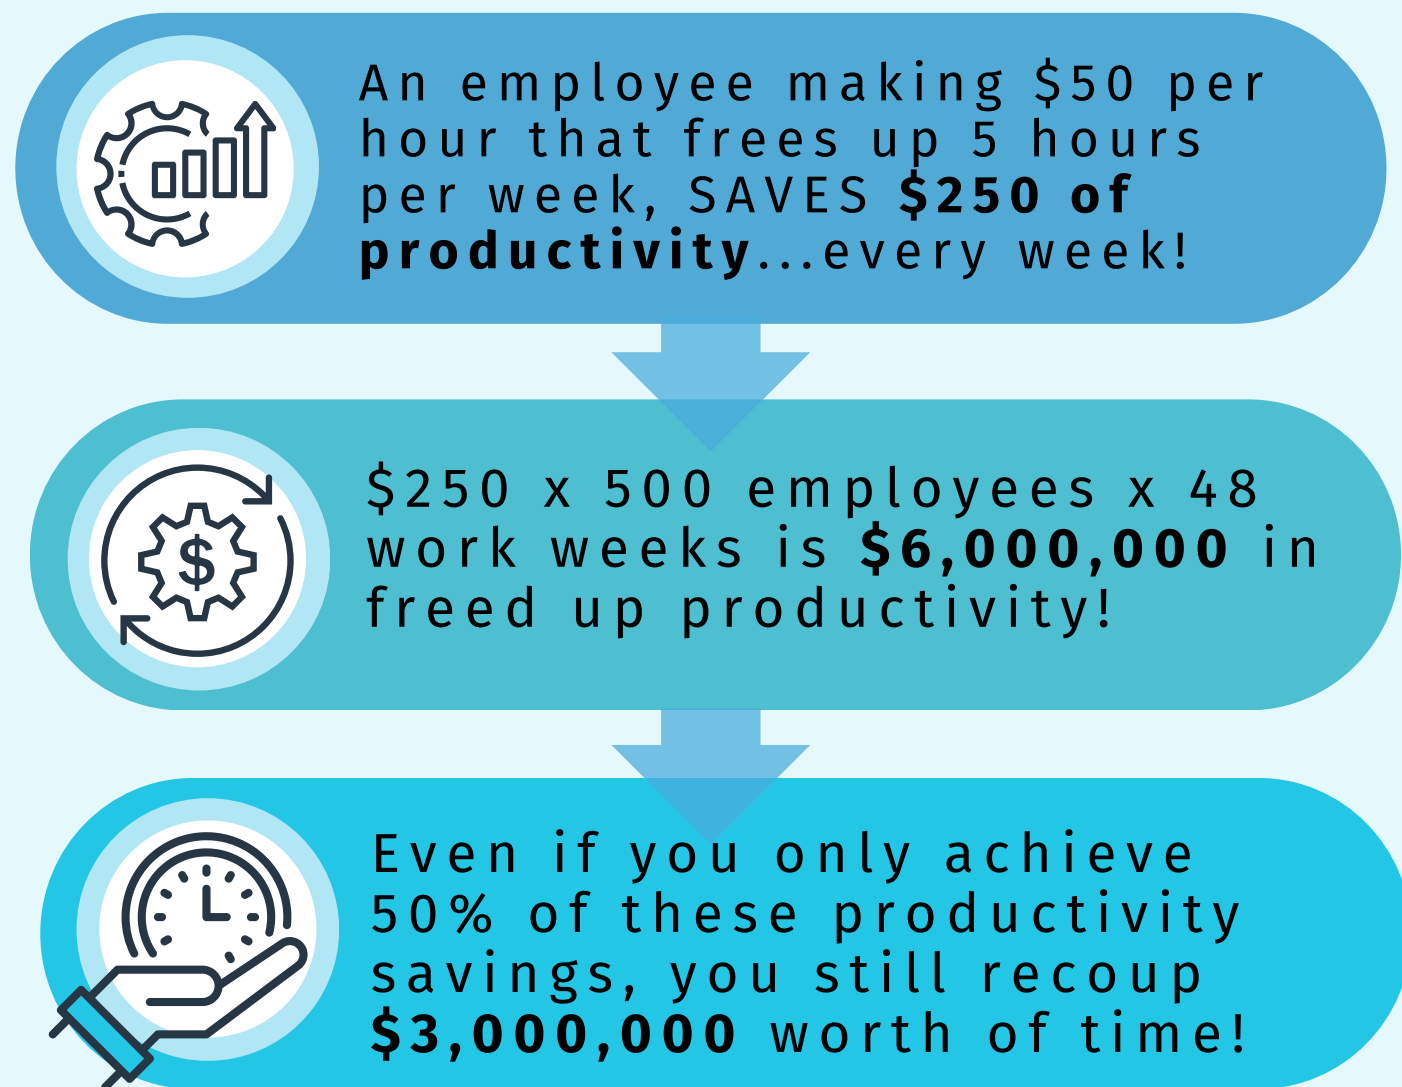 An employee making $50 per
hour that frees up 5 hours
per week, SAVES $250 of
productivity...every week!
$250 x 500 employees x 48
work weeks is $6,000,000 in
freed up productivity!
$
Even if you only achieve
50% of these productivity
savings, you still recoup
$3,000,000 worth of time!